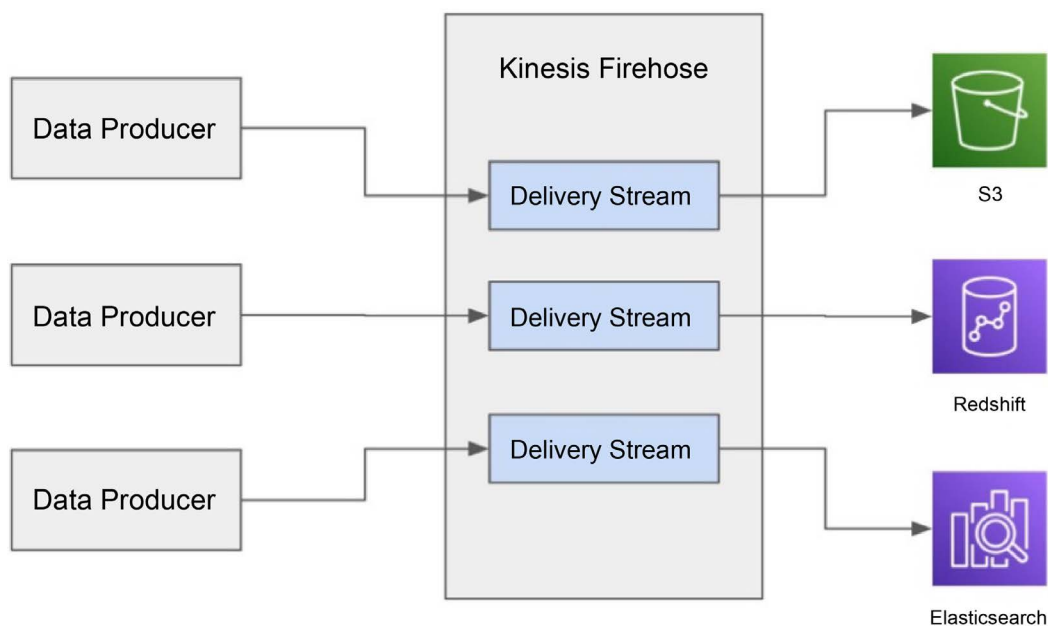 Kinesis Firehose
Data Producer
Delivery Stream
S3
Data Producer
Delivery Stream
Redshift
Data Producer
Delivery Stream
Elasticsearch